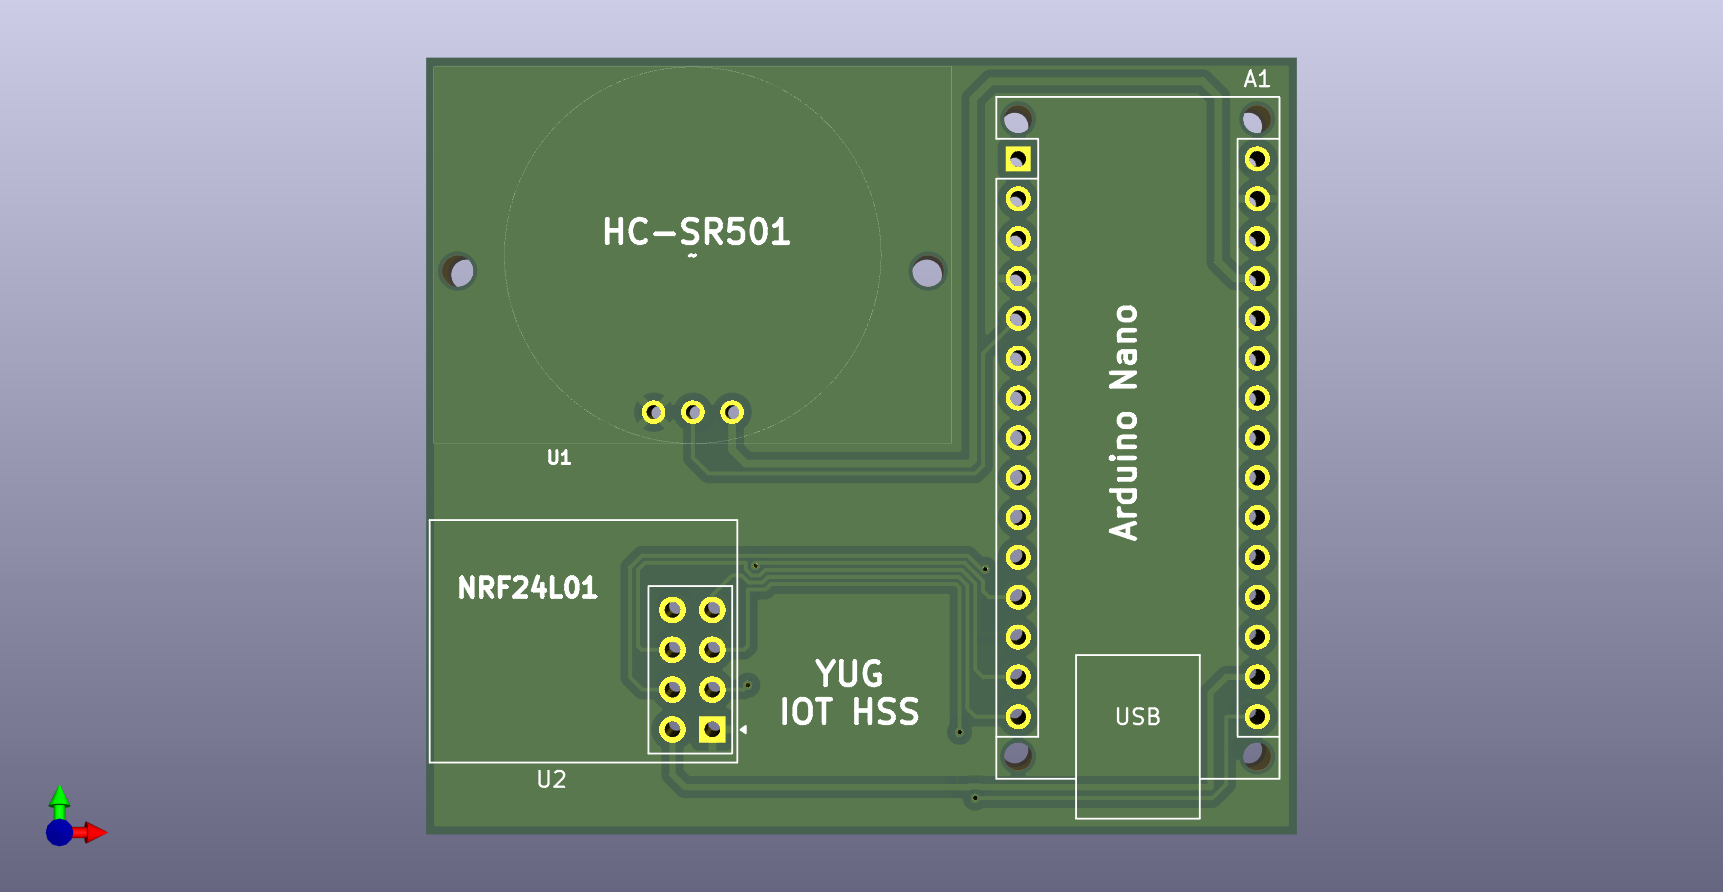 A1
HC-SR501
~
Arduino Nano
U1
NRF24L01
YUG
IOT HSS
USB
U2